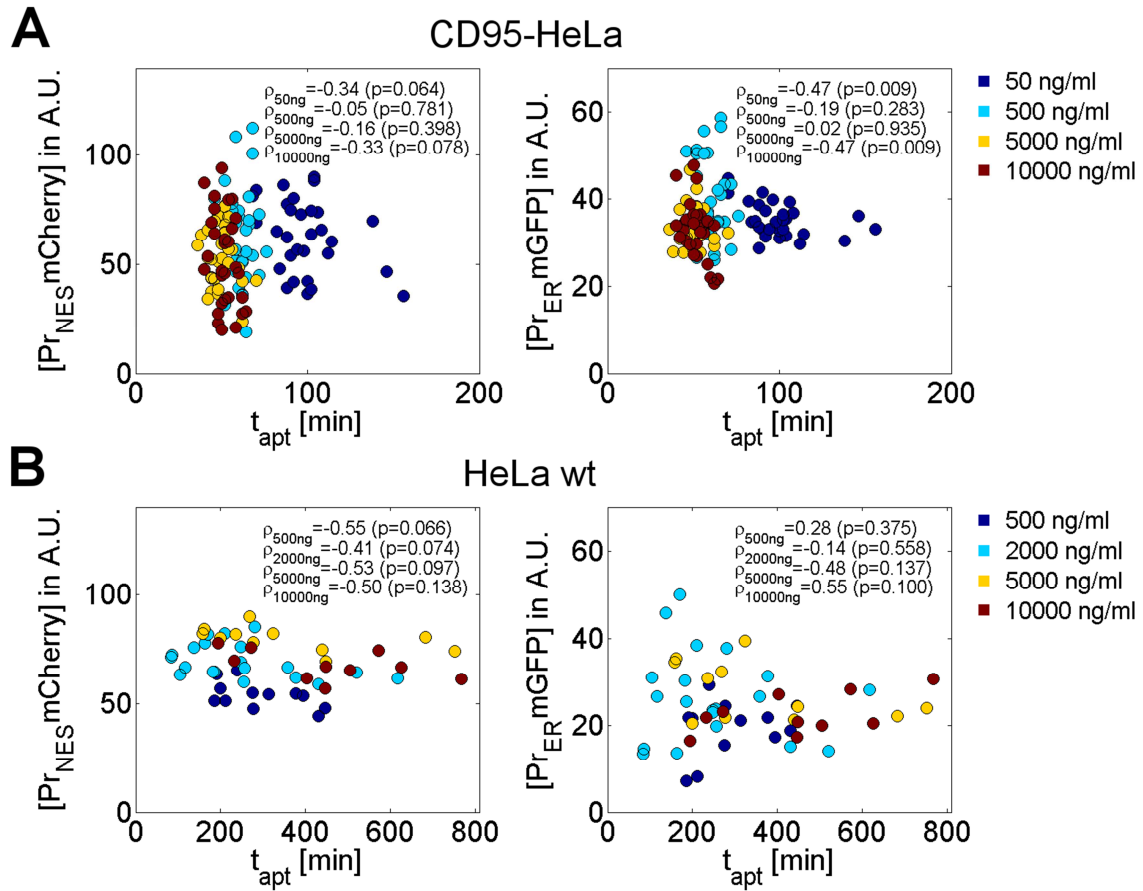 A
CD95-HeLa
ρ50ng=-0.34 (p=0.064)
ρ500ng=-0.05 (p=0.781)
ρ5000ng=-0.16 (p=0.398)
ρ10000ng=-0.33 (p=0.078)
[PrNESmCherry] in A.U.
100
50
0
0
100
200
tapt [min]
ρ50ng=-0.47 (p=0.009)
ρ500ng=-0.19 (p=0.283)
ρ5000ng=0.02 (p=0.935)
ρ10000ng=-0.47 (p=0.009)
[PrERmGFP] in A.U.
60
40
20
0
0
100
200
tapt [min]
50 ng/ml
500 ng/ml
5000 ng/ml
10000 ng/ml
B
HeLa wt
ρ500ng=-0.55 (p=0.066)
ρ2000ng=-0.41 (p=0.074)
ρ5000ng=-0.53 (p=0.097)
ρ10000ng=-0.50 (p=0.138)
[PrNESmCherry] in A.U.
100
50
0
0
200
400
600
800
tapt [min]
ρ500ng=0.28 (p=0.375)
ρ2000ng=-0.14 (p=0.558)
ρ5000ng=-0.48 (p=0.137)
ρ10000ng=0.55 (p=0.100)
[PrERmGFP] in A.U.
60
40
20
0
0
200
400
600
800
tapt [min]
500 ng/ml
2000 ng/ml
5000 ng/ml
10000 ng/ml